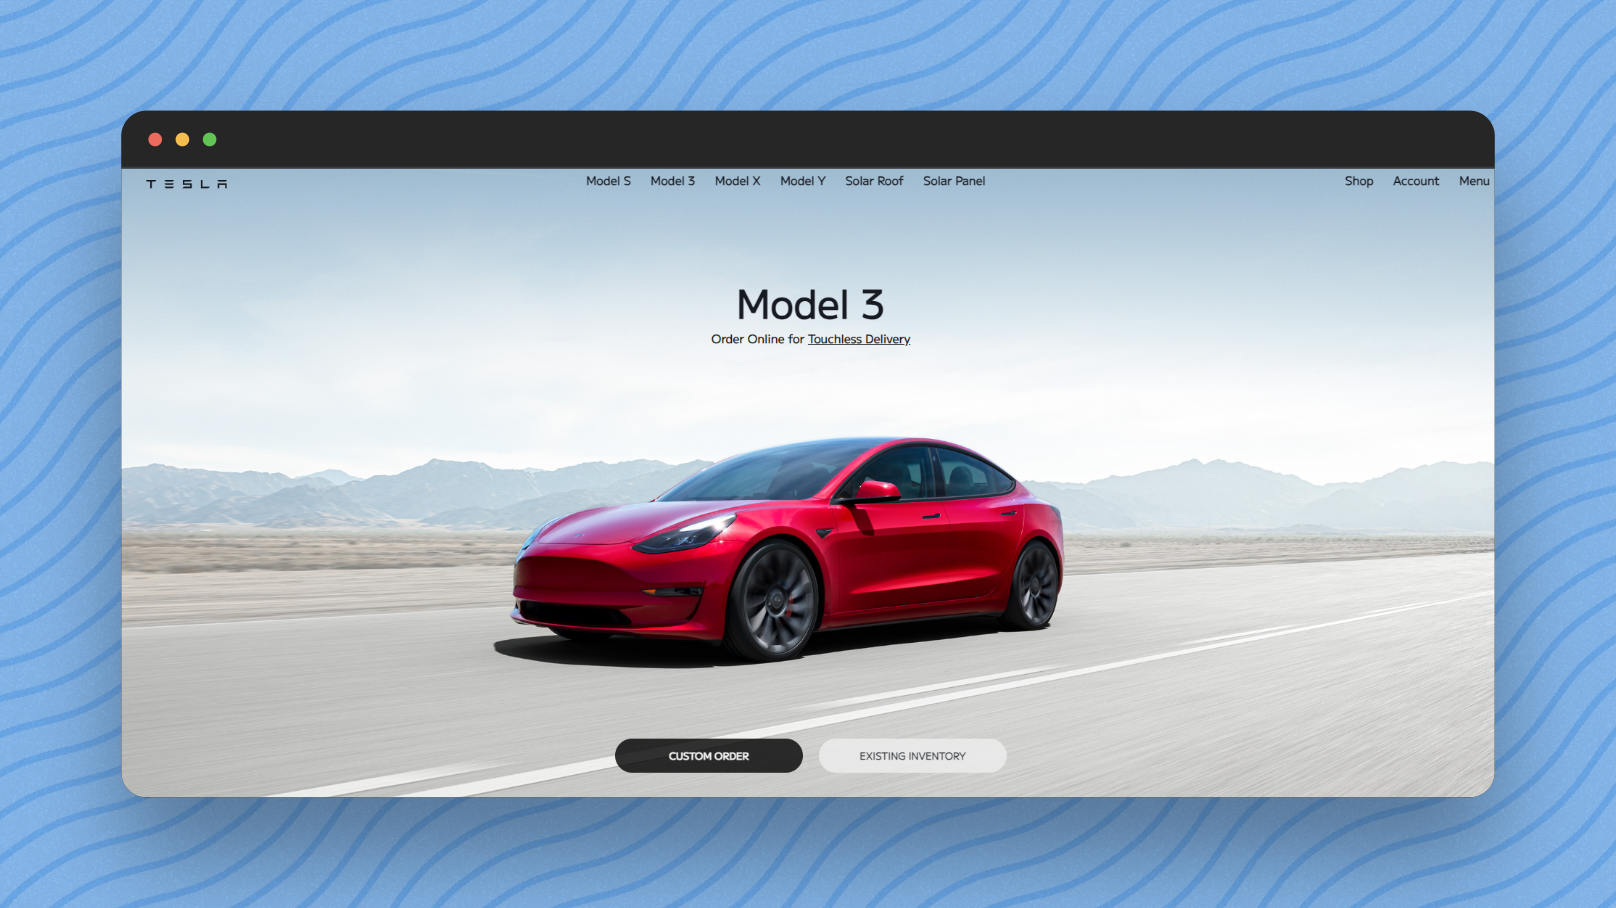 TESLA
Model S Model 3 Model X Model Y Solar Roof Solar Panel
Shop Account Menu
Model 3
Order Online for Touchless Delivery
CUSTOM ORDER
EXISTING INVENTORY